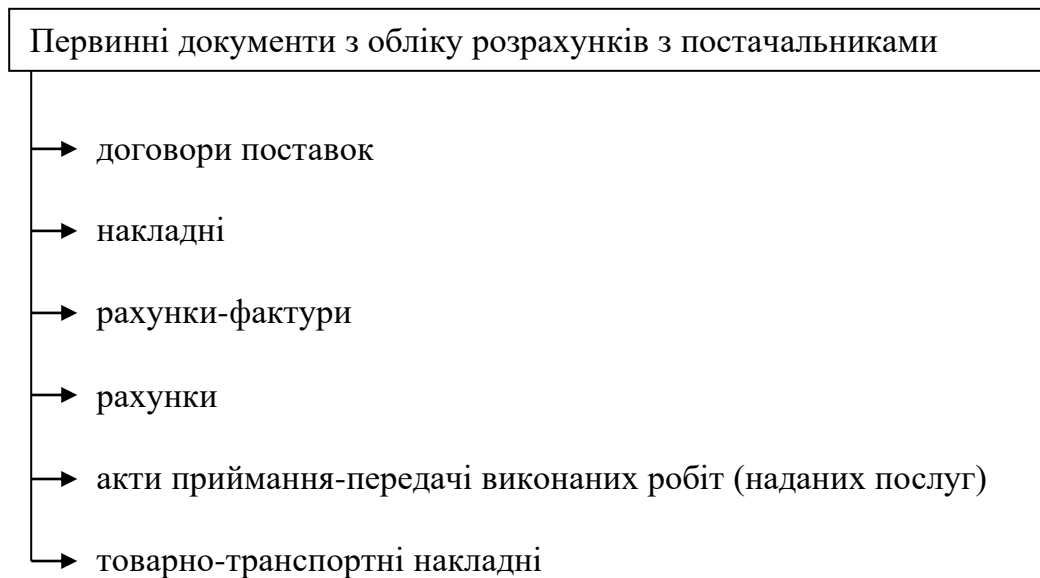 Первинні документи з обліку розрахунків з постачальниками
договори поставок
накладні
рахунки-фактури
рахунки
акти приймання-передачі виконаних робіт (наданих послуг)
товарно-транспортні накладні